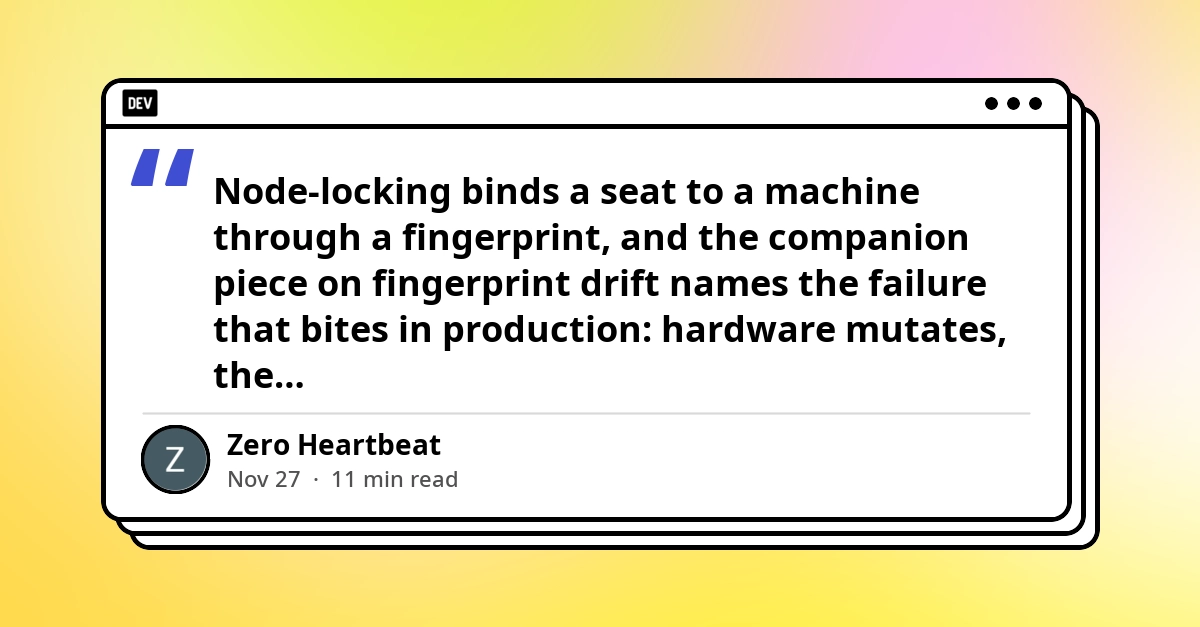 DEV
“
Node-locking binds a seat to a machine
through a fingerprint, and the companion
piece on fingerprint drift names the failure
that bites in production: hardware mutates,
the...
Z
Zero Heartbeat
Nov 27 · 11 min read